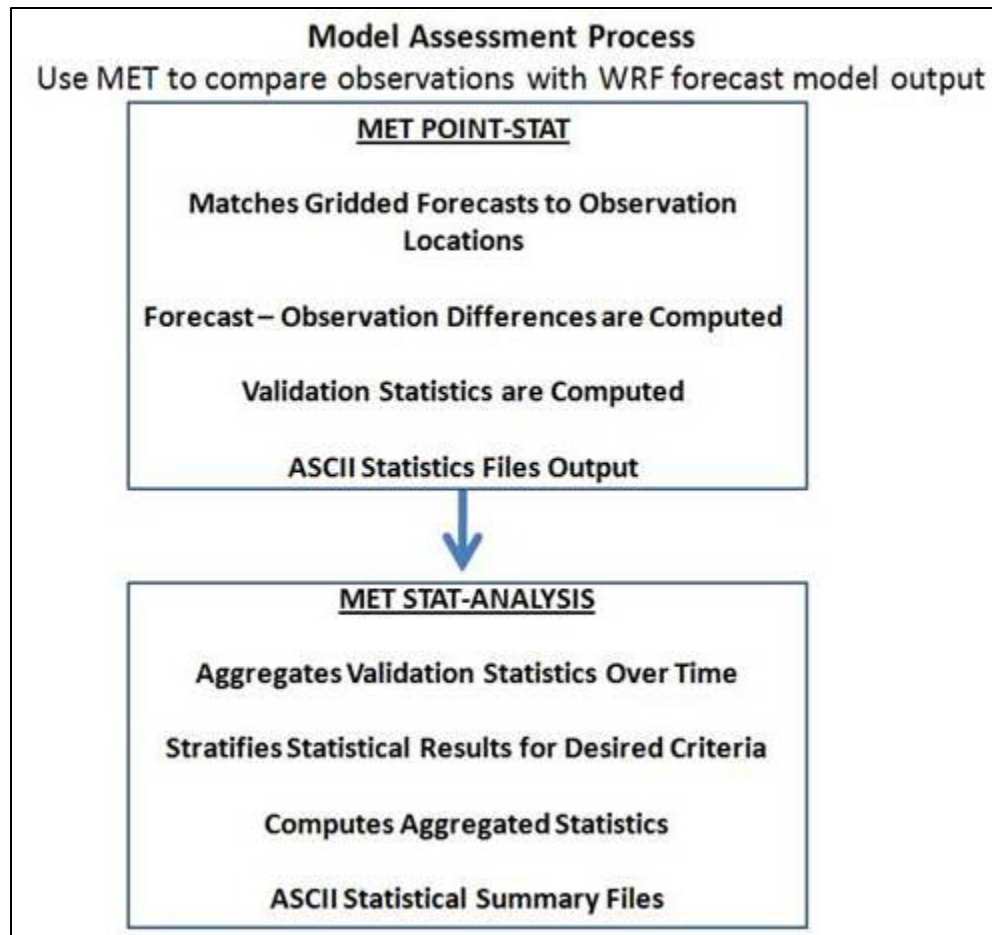 Model Assessment Process
Use MET to compare observations with WRF forecast model output
MET POINT-STAT
Matches Gridded Forecasts to Observation
Locations
Forecast – Observation Differences are Computed
Validation Statistics are Computed
ASCII Statistics Files Output
MET STAT-ANALYSIS
Aggregates Validation Statistics Over Time
Stratifies Statistical Results for Desired Criteria
Computes Aggregated Statistics
ASCII Statistical Summary Files